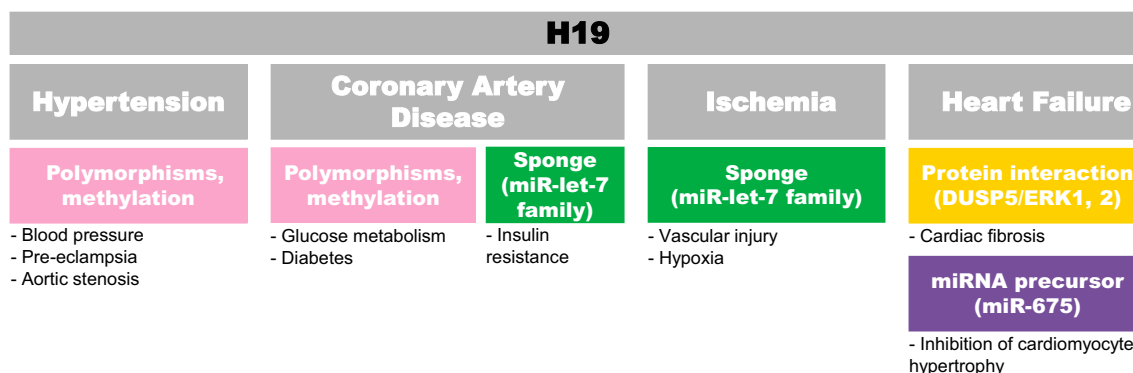 H19
Hypertension
Polymorphisms,
methylation
- Blood pressure
- Pre-eclampsia
- Aortic stenosis
Coronary Artery
Disease
Polymorphisms,
methylation
- Glucose metabolism
- Diabetes
Sponge
(miR-let-7
family)
- Insulin
resistance
Ischemia
Sponge
(miR-let-7 family)
- Vascular injury
- Hypoxia
Heart Failure
Protein interaction
(DUSP5/ERK1, 2)
- Cardiac fibrosis
miRNA precursor
(miR-675)
- Inhibition of cardiomyocyte
hypertrophy